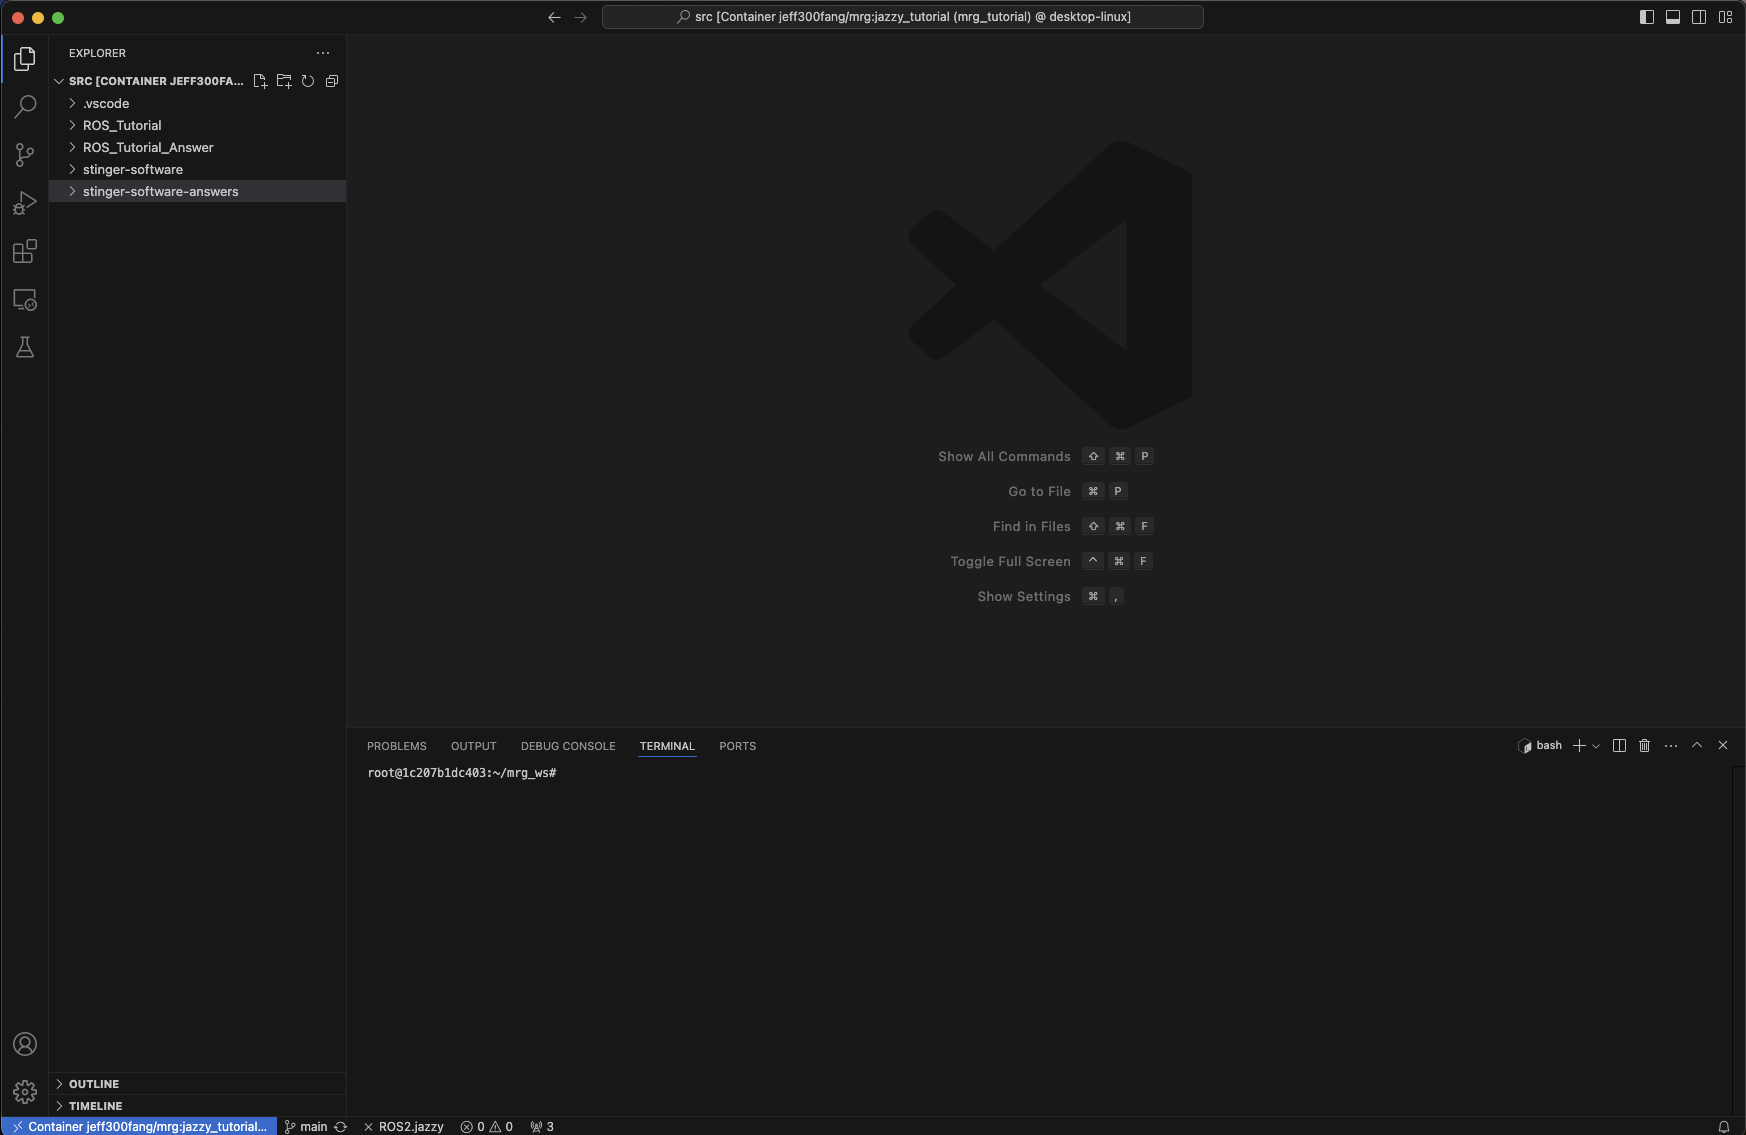 src [Container jeff300fang/mrg:jazzy_tutorial (mrg_tutorial) @ desktop-linux]
EXPLORER
SRC [CONTAINER JEFF300FA...
.vscode
ROS_Tutorial
ROS_Tutorial_Answer
stinger-software
stinger-software-answers
Show All Commands ⇧ ⌘ P
Go to File ⌘ P
Find in Files ⇧ ⌘ F
Toggle Full Screen ^ ⌘ F
Show Settings ⌘ ,
PROBLEMS OUTPUT DEBUG CONSOLE TERMINAL PORTS bash
root@1c207b1dc403:~/mrg_ws#
OUTLINE
TIMELINE
Container jeff300fang/mrg:jazzy_tutorial... main ROS2.jazzy 0 0 3